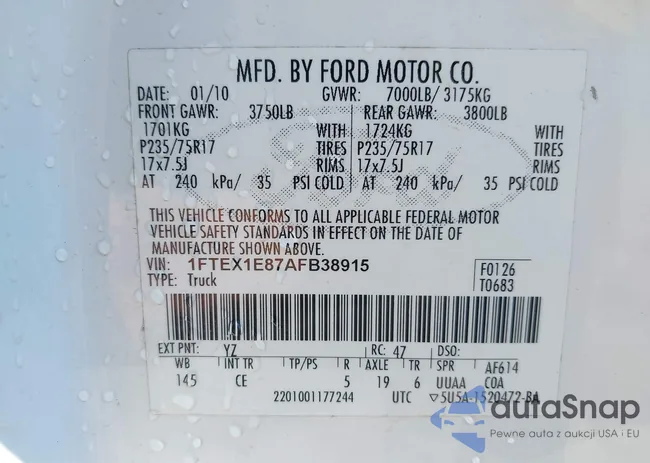 MFD. BY FORD MOTOR CO.
DATE: 01/10 GVWR: 7000LB/ 3175KG
FRONT GAWR: 3750LB REAR GAWR: 3800LB
1701KG WITH 1724KG WITH
P235/75R17 TIRES P235/75R17 TIRES
17x7.5J RIMS 17x7.5J RIMS
AT 240 kPa/ 35 PSI COLD AT 240 kPa/ 35 PSI COLD
THIS VEHICLE CONFORMS TO ALL APPLICABLE FEDERAL MOTOR
VEHICLE SAFETY STANDARDS IN EFFECT ON THE DATE OF
MANUFACTURE SHOWN ABOVE.
VIN: 1FTEX1E87AFB38915
TYPE: Truck
F0126
T0683
EXT PNT: YZ RC: 47 DSO:
WB INT TR TP/PS R AXLE TR SPR AF614
145 CE 5 19 6 UUAA COA
2201001177244 UTC ▽5U5A-1520472-BA
autoSnap
Pewne auta z aukcji USA i EU